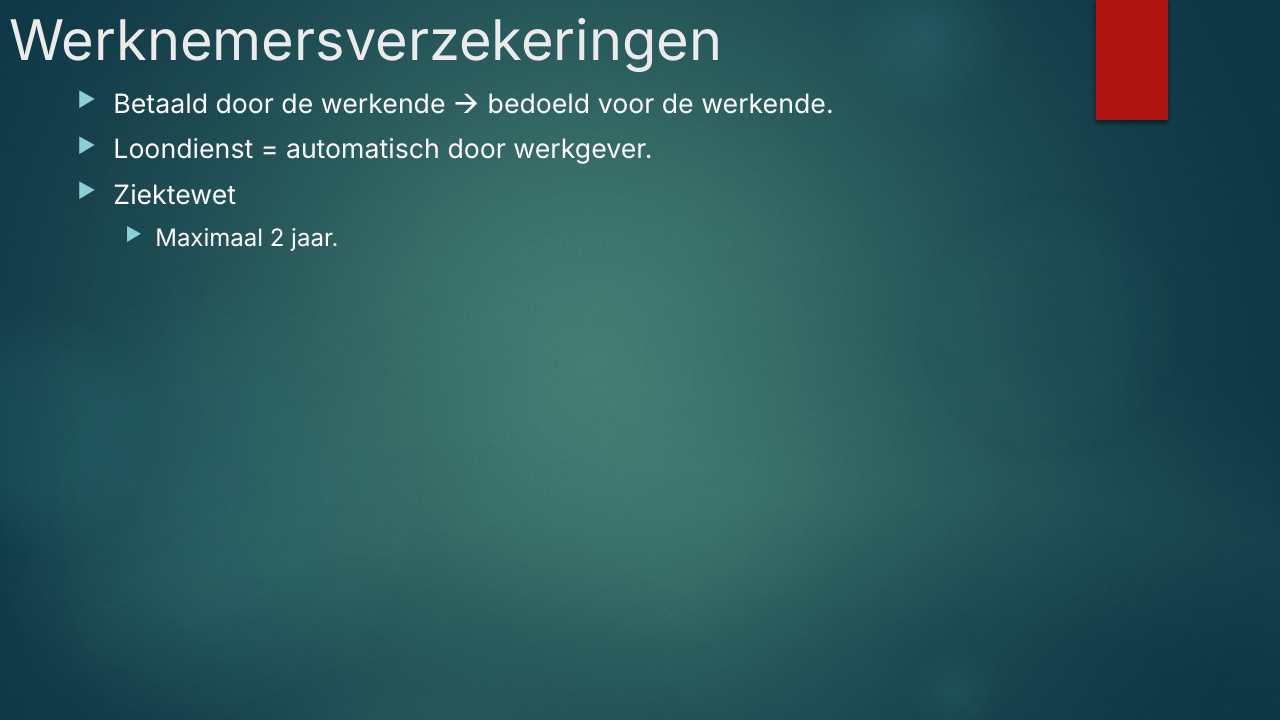 Werknemersverzekeringen
Betaald door de werkende → bedoeld voor de werkende.
Loondienst = automatisch door werkgever.
Ziektewet
Maximaal 2 jaar.